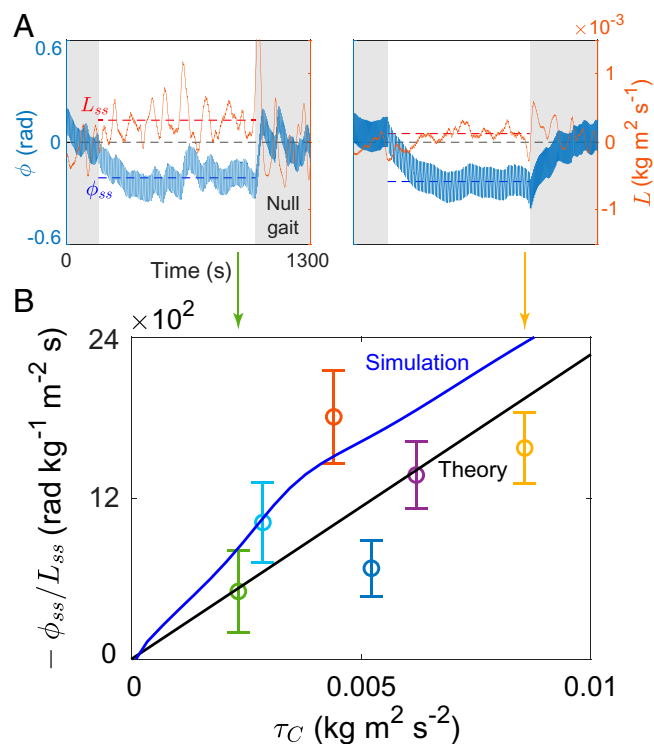 A
×10⁻³
0.6
0
-0.6
ϕ (rad)
L_ss
ϕ_ss
Null
gait
0
Time (s)
1300
1
0
-1
L (kg m² s⁻¹)
B
×10²
24
12
0
− ϕ_ss/L_ss (rad kg⁻¹ m⁻² s)
Simulation
Theory
0
0.005
0.01
τ_C (kg m² s⁻²)